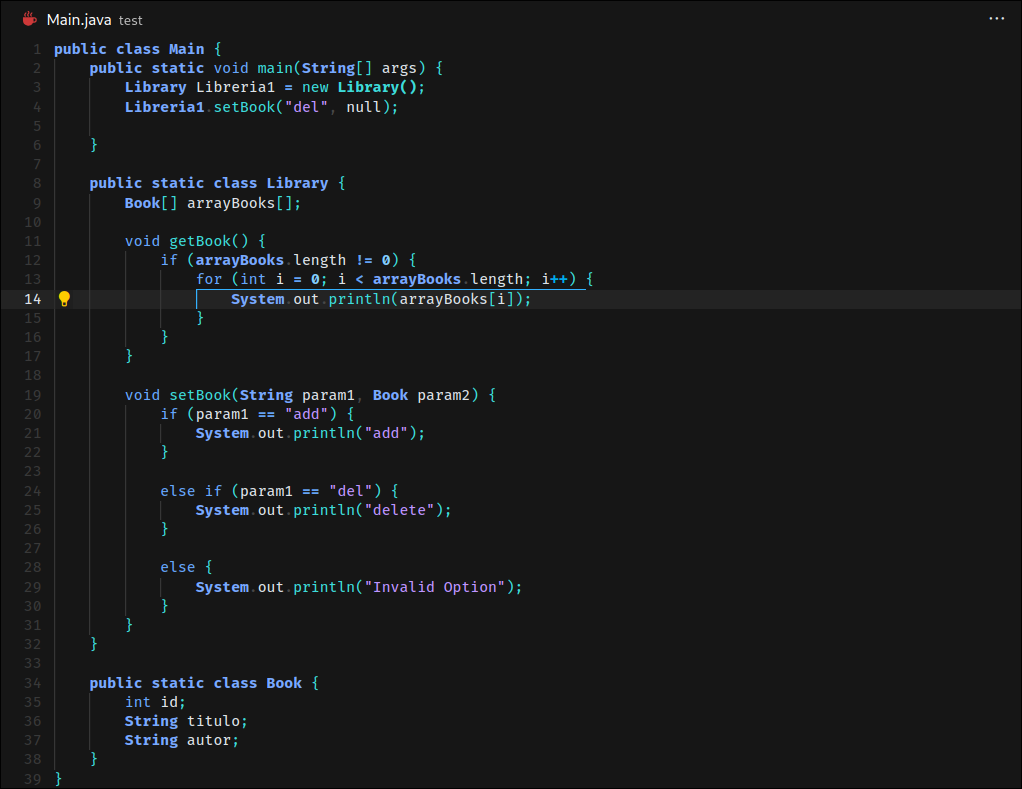 Main.java test
1 public class Main {
2 public static void main(String[] args) {
3 Library Libreria1 = new Library();
4 Libreria1.setBook("del", null);
5
6 }
7
8 public static class Library {
9 Book[] arrayBooks[];
10
11 void getBook() {
12 if (arrayBooks.length != 0) {
13 for (int i = 0; i < arrayBooks.length; i++) {
14 System.out.println(arrayBooks[i]);
15 }
16 }
17 }
18
19 void setBook(String param1, Book param2) {
20 if (param1 == "add") {
21 System.out.println("add");
22 }
23
24 else if (param1 == "del") {
25 System.out.println("delete");
26 }
27
28 else {
29 System.out.println("Invalid Option");
30 }
31 }
32 }
33
34 public static class Book {
35 int id;
36 String titulo;
37 String autor;
38 }
39 }